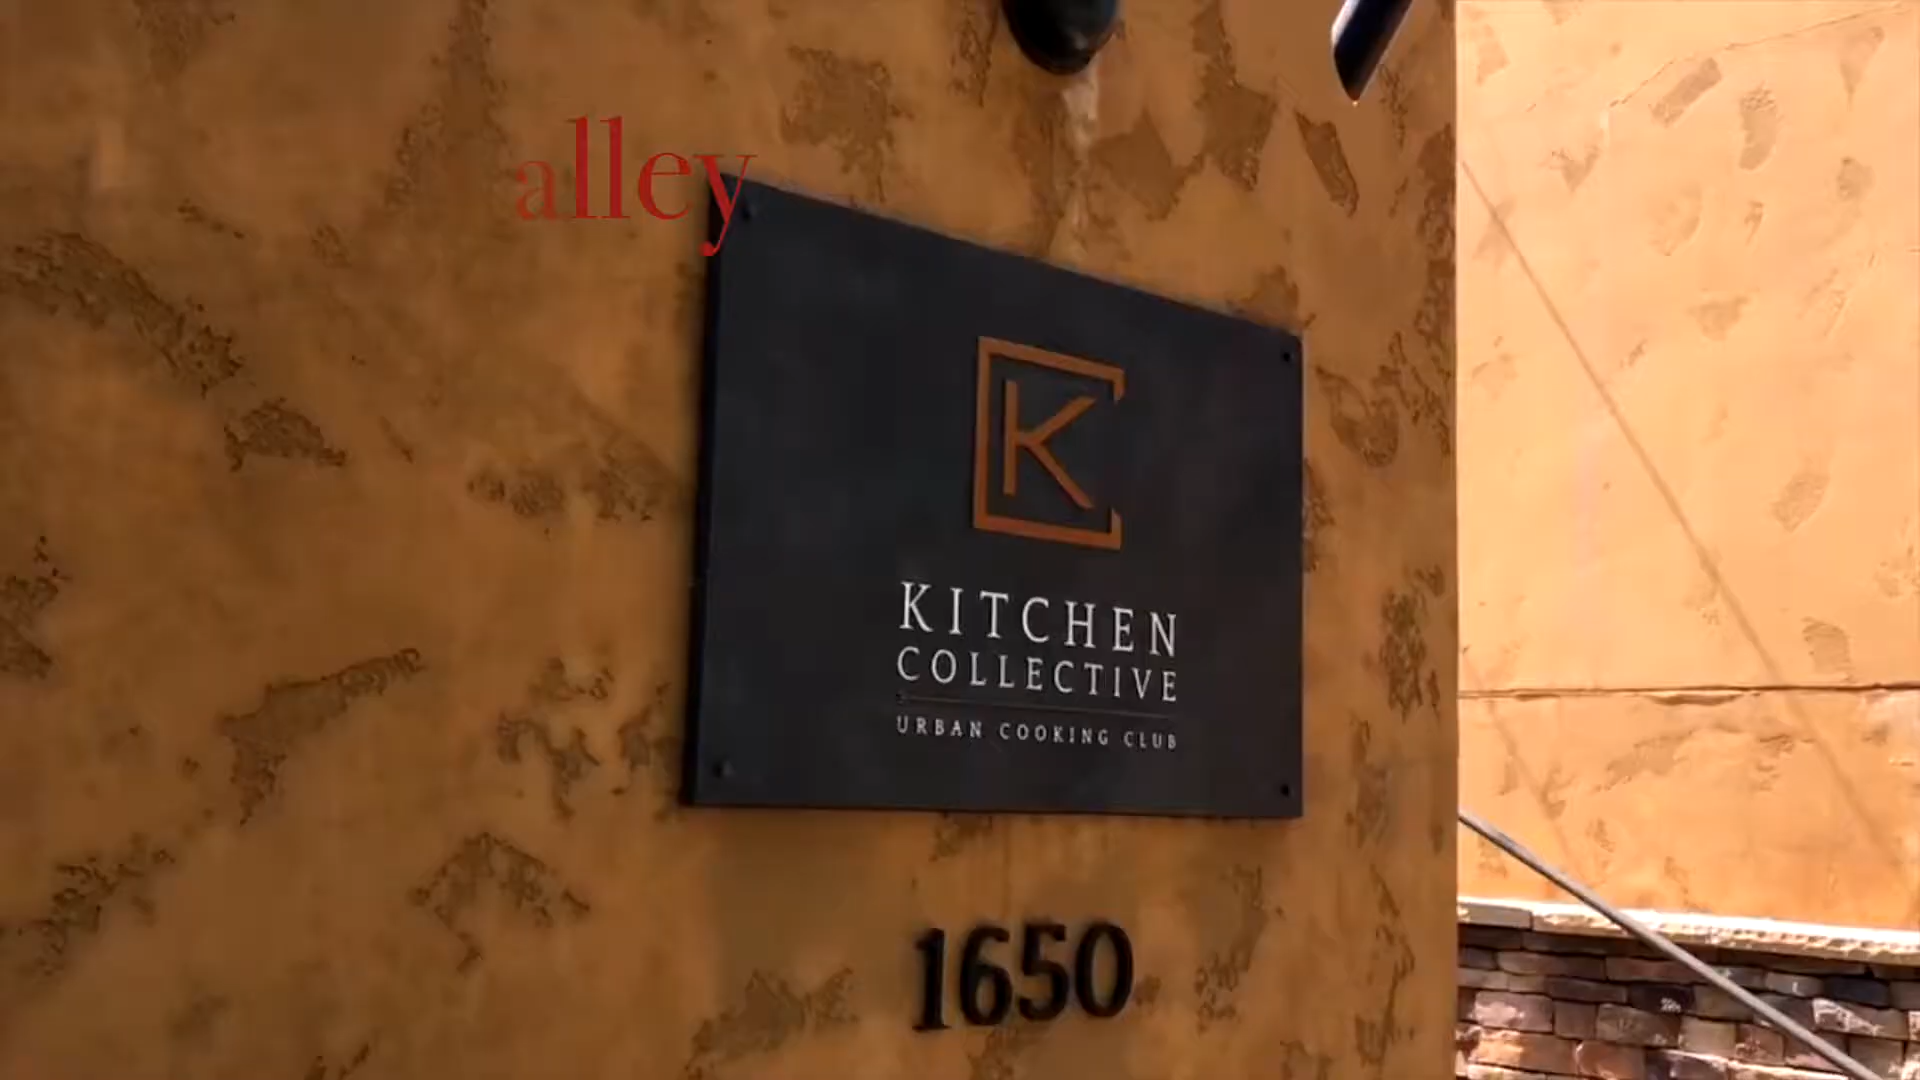 alley
K
KITCHEN
COLLECTIVE
URBAN COOKING CLUB
1650